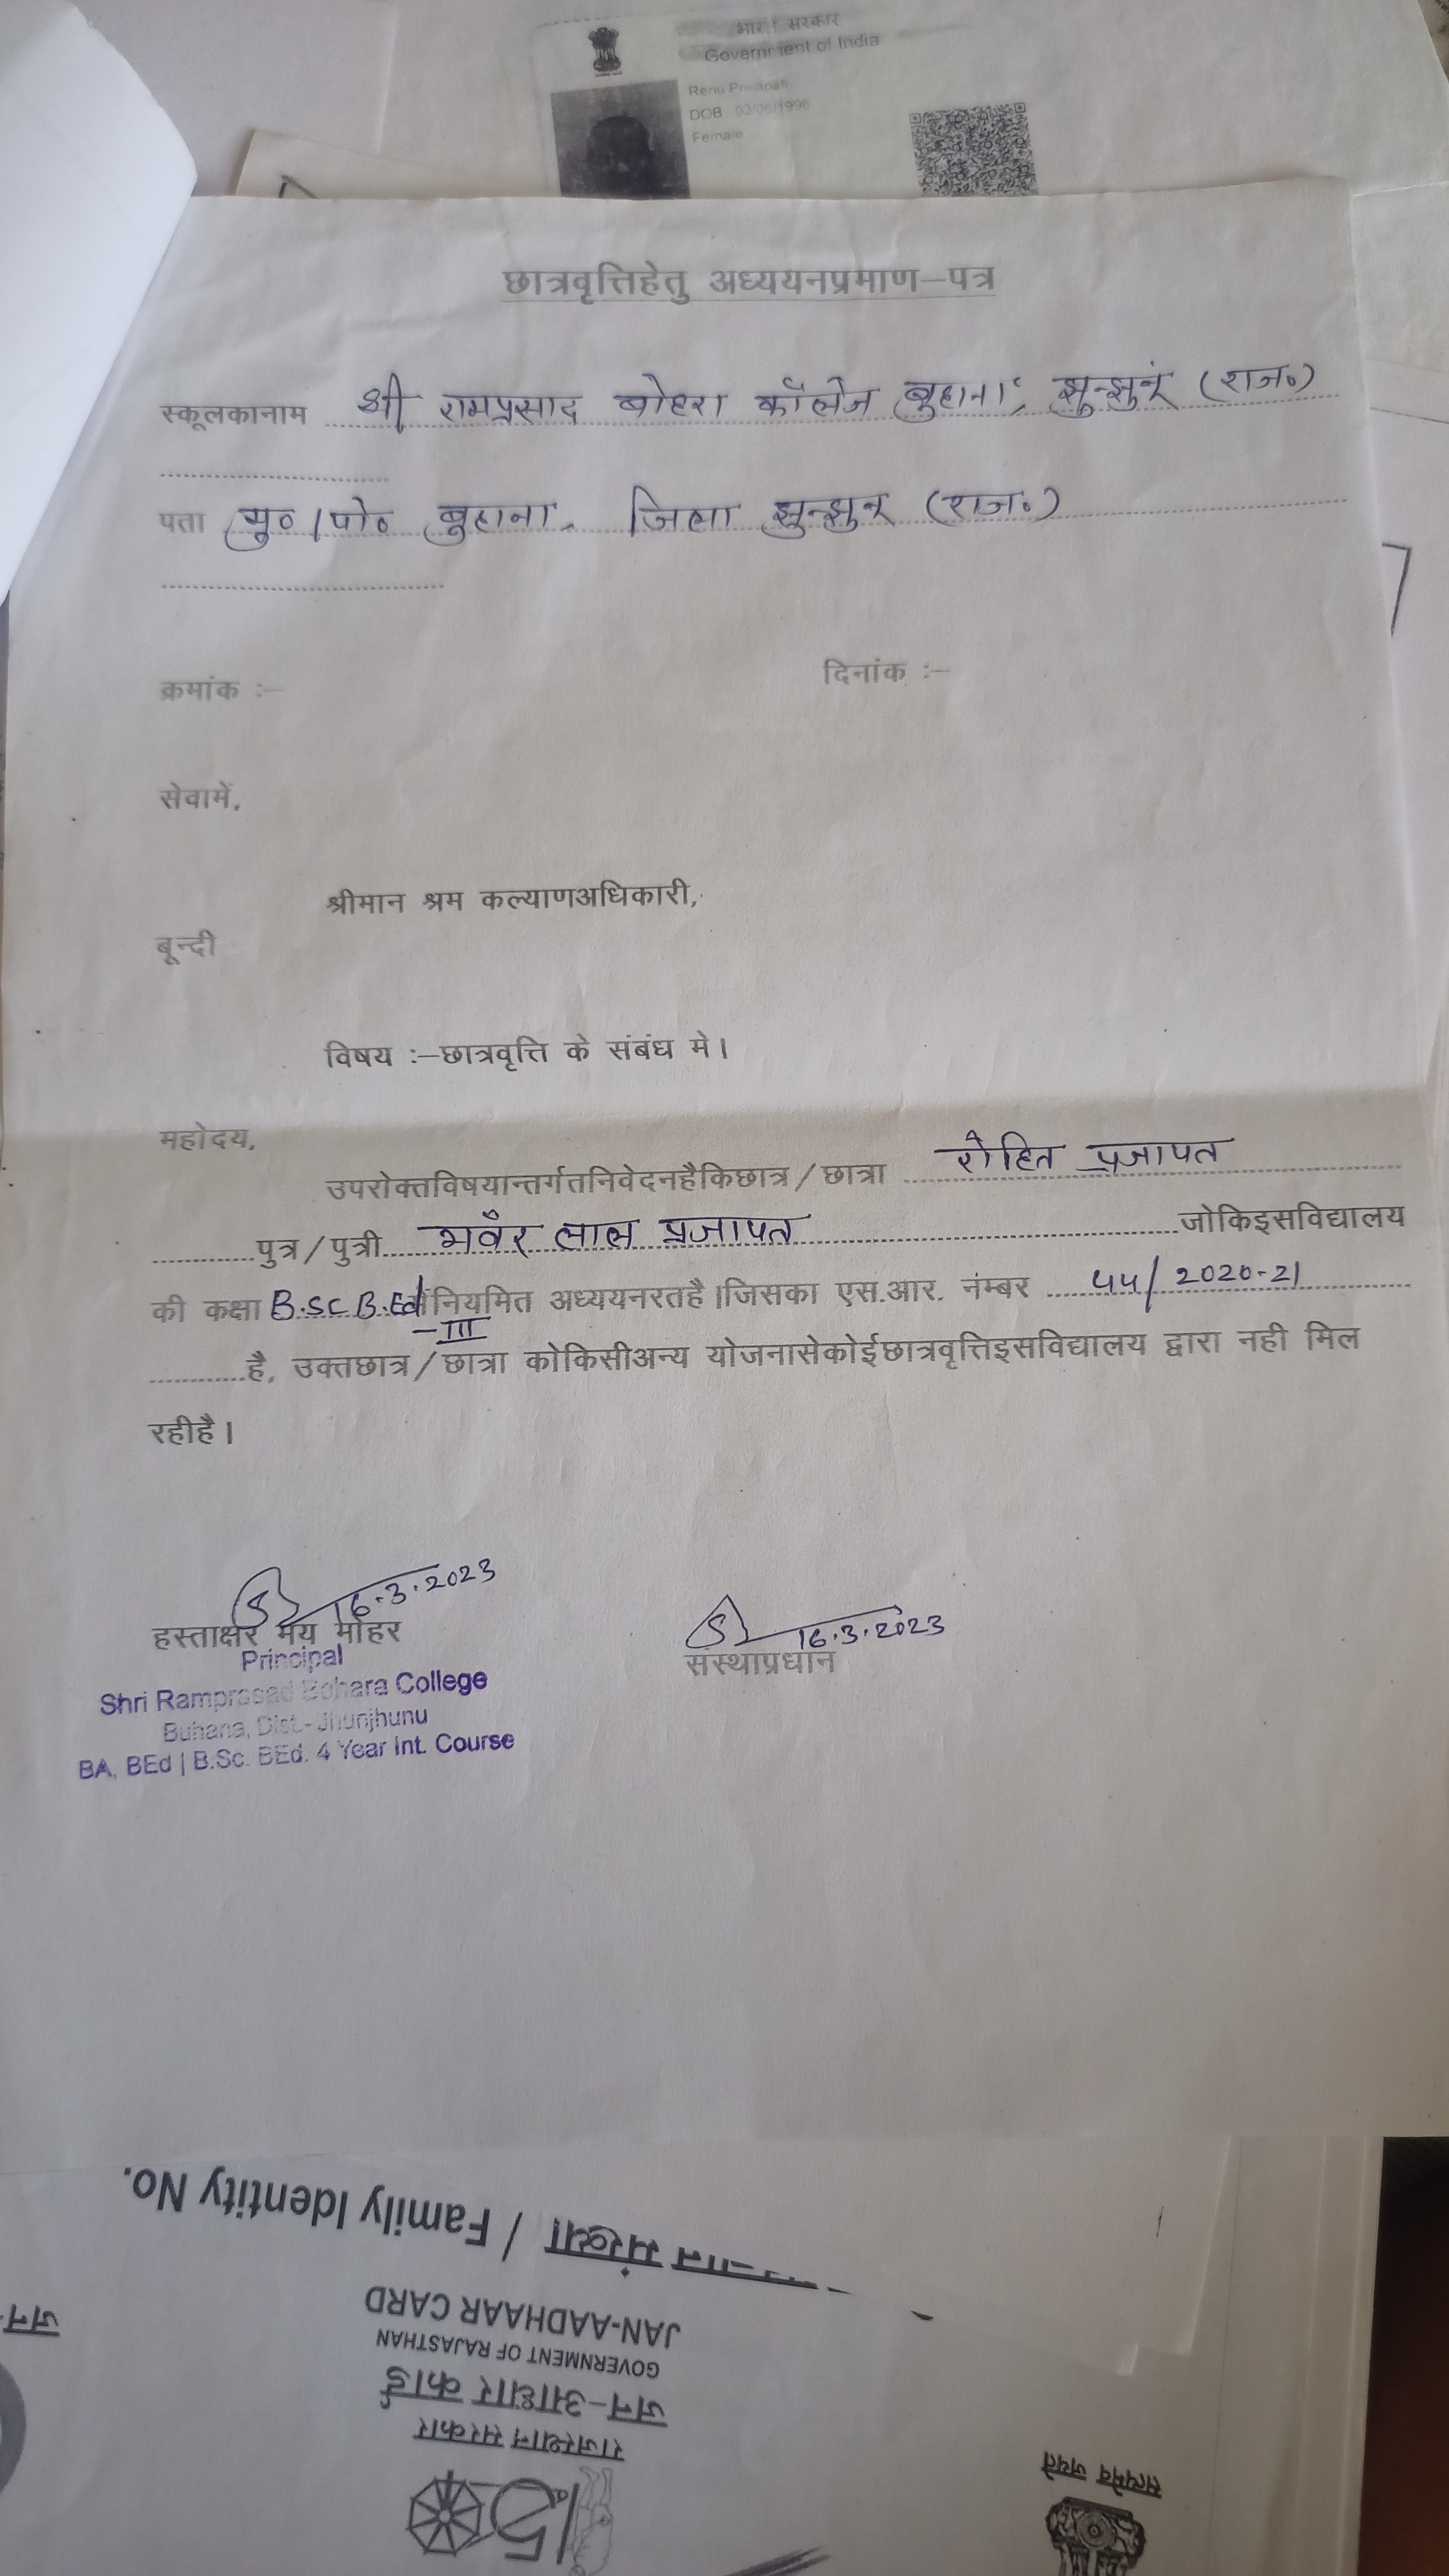 भारत सरकार
Government of India
Renu Prajapati
DOB 03/06/1996
Female
छात्रवृत्तिहेतु अध्ययनप्रमाण–पत्र
स्कूलकानाम श्री रामप्रसाद बोहरा कॉलेज बुहाना, झुन्झुनूं (राज०)
पता मु०/पो० बुहाना, जिला झुन्झुनू (राज०)
क्रमांक :– दिनांक :–
सेवामें,
श्रीमान श्रम कल्याणअधिकारी,
बून्दी
विषय :–छात्रवृत्ति के संबंध मे।
महोदय,
उपरोक्तविषयान्तर्गतनिवेदनहैकिछात्र/छात्रा रोहित प्रजापत
पुत्र/पुत्री भवँर लाल प्रजापत जोकिइसविद्यालय
की कक्षा B.Sc B.Ed नियमित अध्ययनरतहै।जिसका एस.आर. नंम्बर 44/2020-21
–III
है, उक्तछात्र/छात्रा कोकिसीअन्य योजनासेकोईछात्रवृत्तिइसविद्यालय द्वारा नही मिल
रहीहै।
16.3.2023 16.3.2023
हस्ताक्षर मय मोहर संस्थाप्रधान
Principal
Shri Ramprasad Bohara College
Buhana, Dist.- Jhunjhunu
BA, BEd | B.Sc. BEd. 4 Year Int. Course
संख्या / Family Identity No.
JAN-AADHAAR CARD
GOVERNMENT OF RAJASTHAN
जन–आधार कार्ड
राजस्थान सरकार
जन-
सत्यमेव जयते